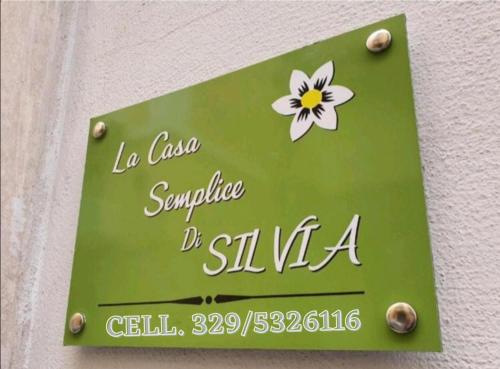 La Casa
Semplice
Di SILVIA
CELL. 329/5326116